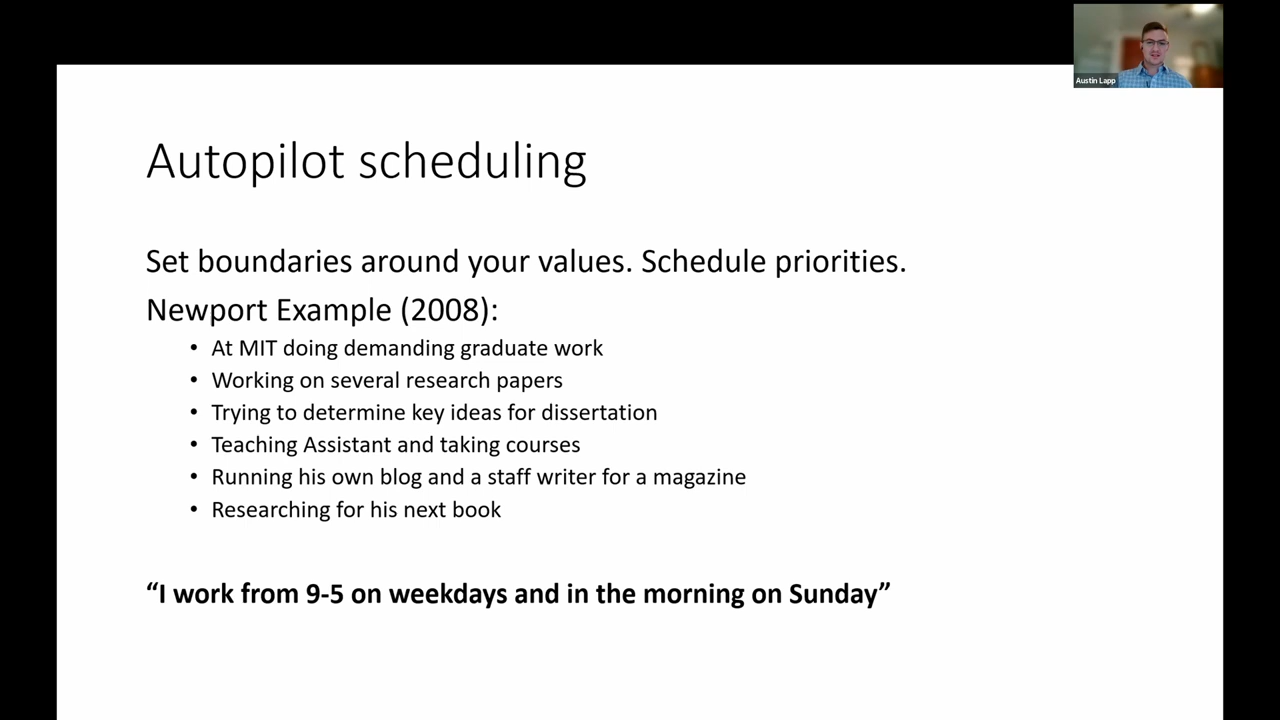 Austin Lapp
Autopilot scheduling
Set boundaries around your values. Schedule priorities.
Newport Example (2008):
• At MIT doing demanding graduate work
• Working on several research papers
• Trying to determine key ideas for dissertation
• Teaching Assistant and taking courses
• Running his own blog and a staff writer for a magazine
• Researching for his next book
“I work from 9-5 on weekdays and in the morning on Sunday”